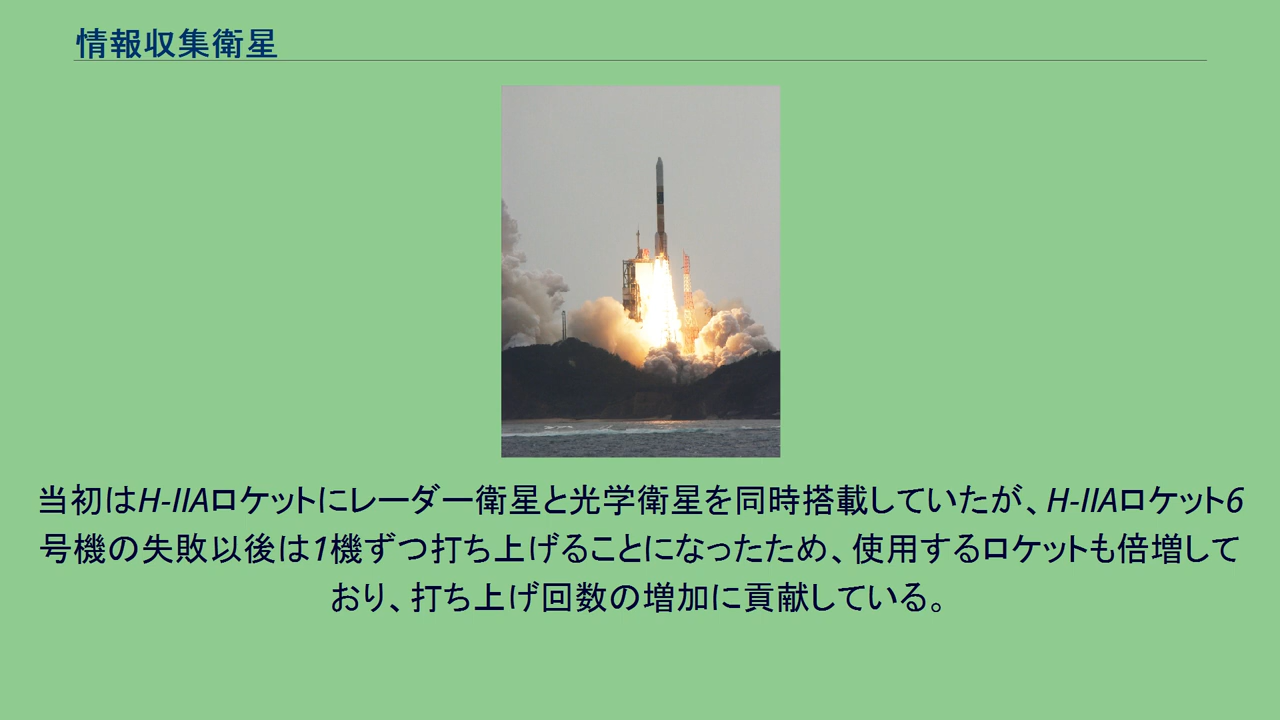 情報収集衛星
当初はH-IIAロケットにレーダー衛星と光学衛星を同時搭載していたが、H-IIAロケット6
号機の失敗以後は1機ずつ打ち上げることになったため、使用するロケットも倍増して
おり、打ち上げ回数の増加に貢献している。